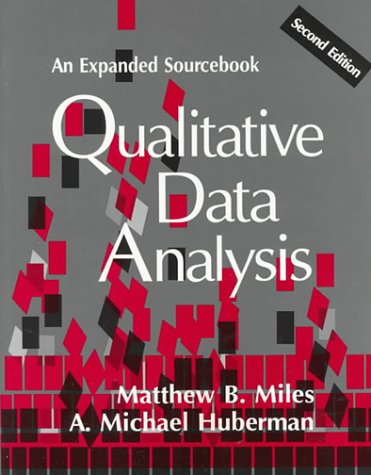 Second Edition
An Expanded Sourcebook
Qualitative
Data
Analysis
Matthew B. Miles
A. Michael Huberman